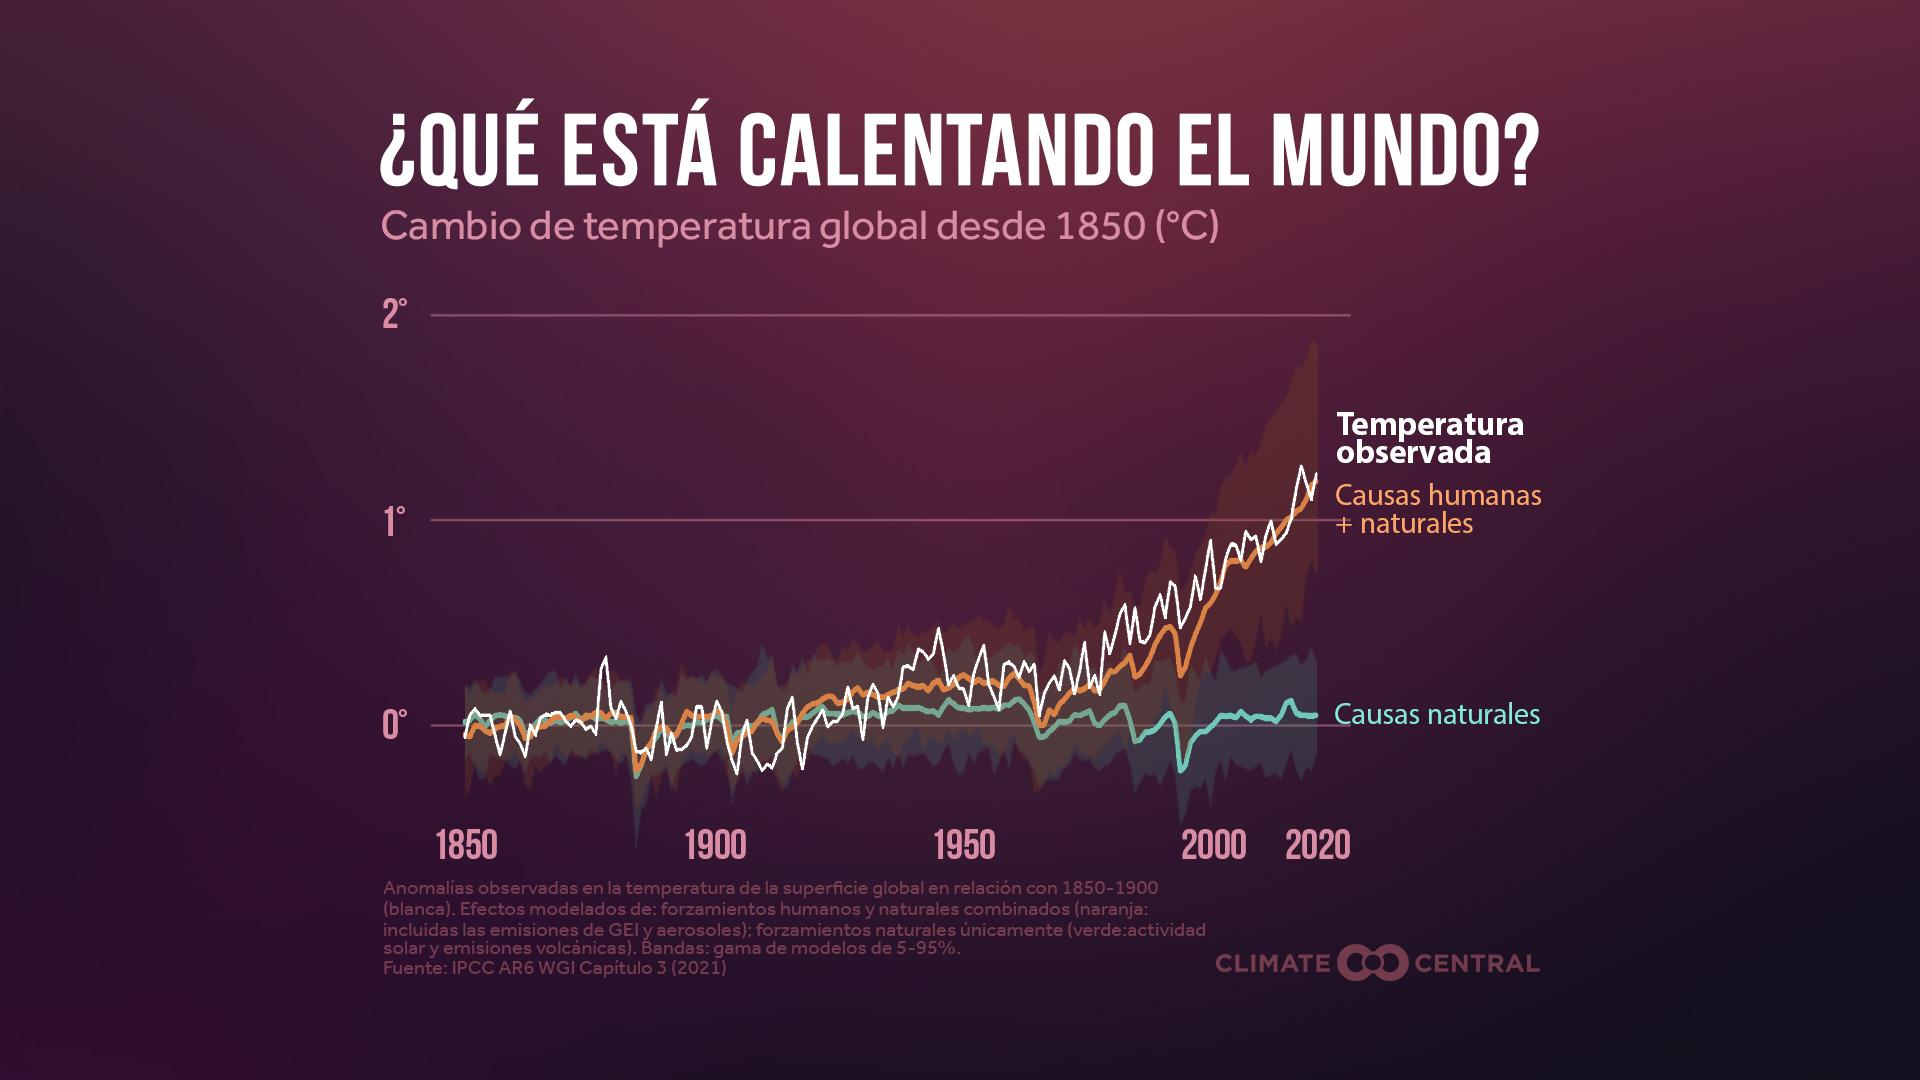 ¿QUÉ ESTÁ CALENTANDO EL MUNDO?
Cambio de temperatura global desde 1850 (°C)
2°
Temperatura
observada
Causas humanas
+ naturales
1°
0°
Causas naturales
1850 1900 1950 2000 2020
Anomalías observadas en la temperatura de la superficie global en relación con 1850-1900
(blanca). Efectos modelados de: forzamientos humanos y naturales combinados (naranja:
incluidas las emisiones de GEI y aerosoles); forzamientos naturales únicamente (verde:actividad
solar y emisiones volcánicas). Bandas: gama de modelos de 5-95%.
Fuente: IPCC AR6 WGI Capítulo 3 (2021)
CLIMATE CENTRAL